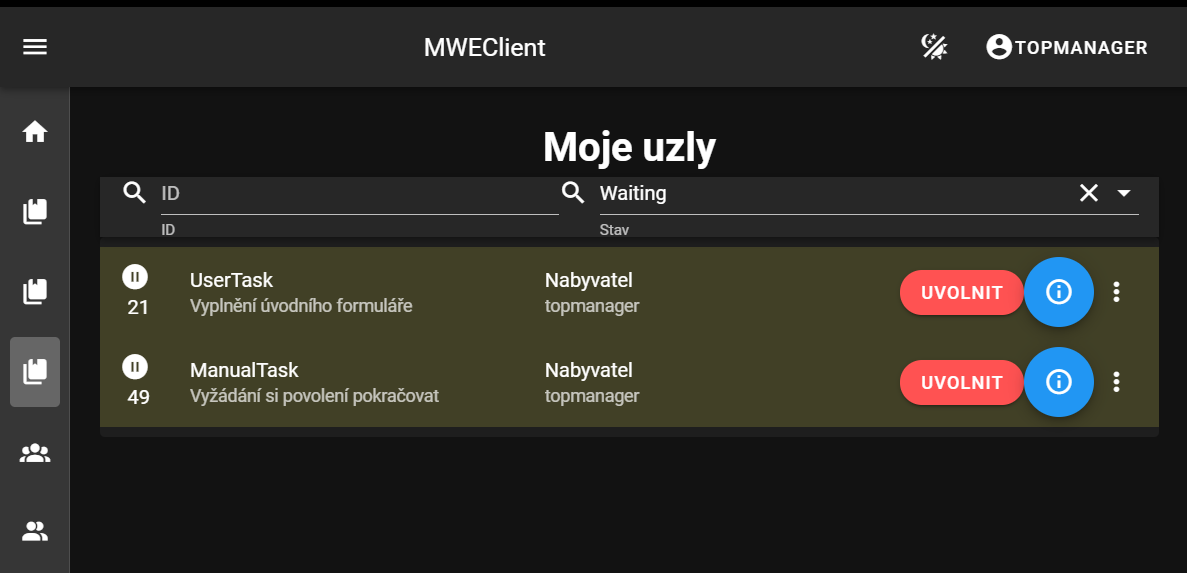 MWEClient
TOPMANAGER
Moje uzly
ID
Waiting
ID
Stav
UserTask
Nabyvatel
21
Vyplnění úvodního formuláře
topmanager
UVOLNIT
ManualTask
Nabyvatel
49
Vyžádání si povolení pokračovat
topmanager
UVOLNIT